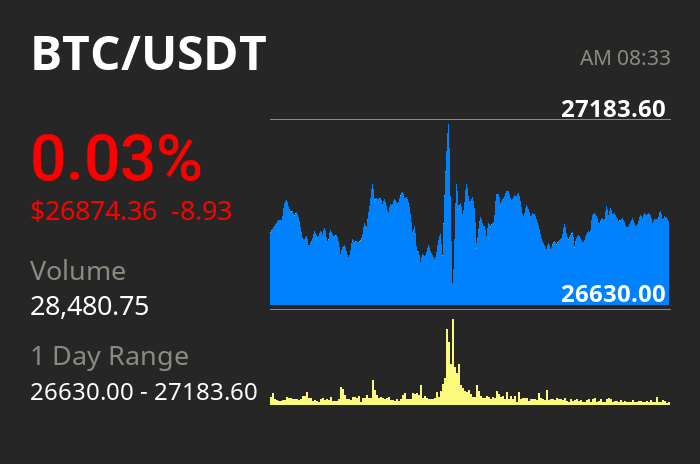 BTC/USDT
AM 08:33
27183.60
0.03%
$26874.36 -8.93
Volume
28,480.75
26630.00
1 Day Range
26630.00 - 27183.60